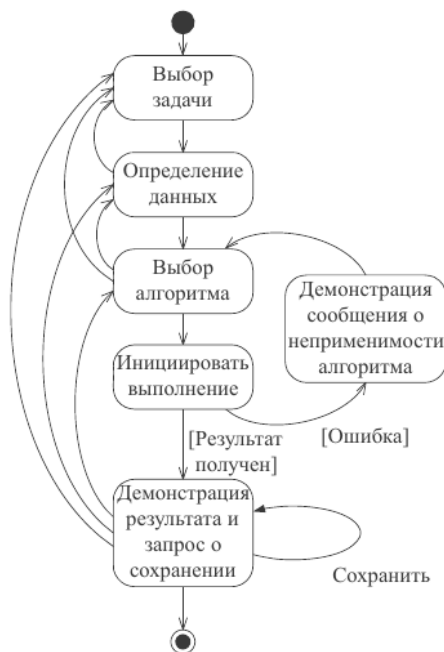 Выбор
задачи
Определение
данных
Выбор
алгоритма
Демонстрация
сообщения о
неприменимости
алгоритма
Инициировать
выполнение
[Результат
получен]
[Ошибка]
Демонстрация
результата и
запрос о
сохранении
Сохранить